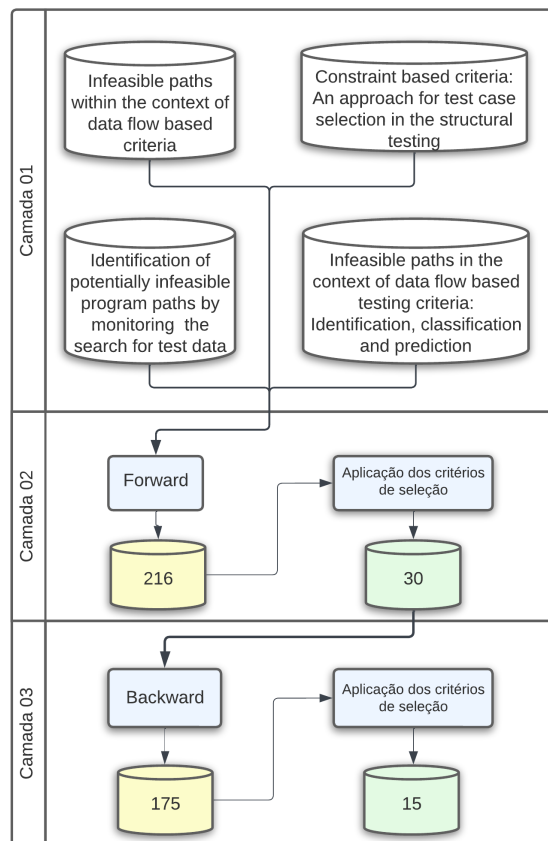 Camada 01
Infeasible paths
within the context of
data flow based
criteria
Constraint based criteria:
An approach for test case
selection in the structural
testing
Identification of
potentially infeasible
program paths by
monitoring the
search for test data
Infeasible paths in the
context of data flow based
testing criteria:
Identification, classification
and prediction
Camada 02
Forward
Aplicação dos critérios
de seleção
216
30
Camada 03
Backward
Aplicação dos critérios
de seleção
175
15